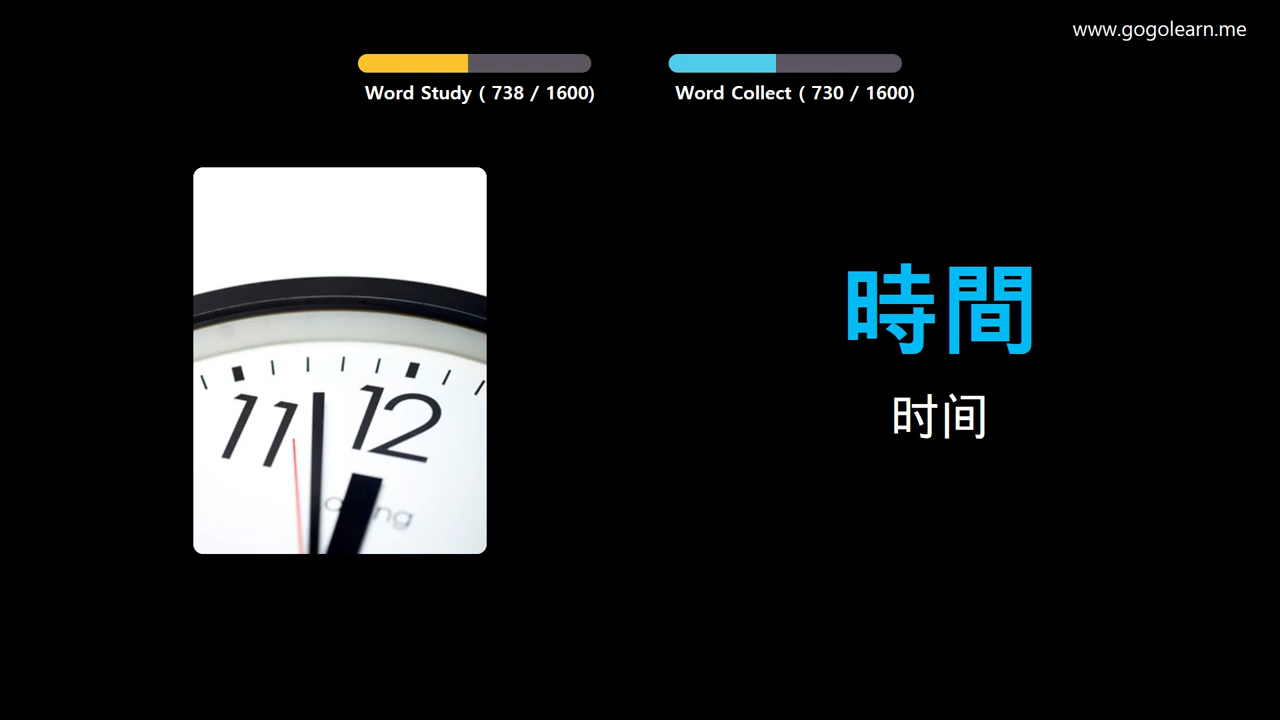 www.gogolearn.me
Word Study ( 738 / 1600)
Word Collect ( 730 / 1600)
11 12
時間
时间